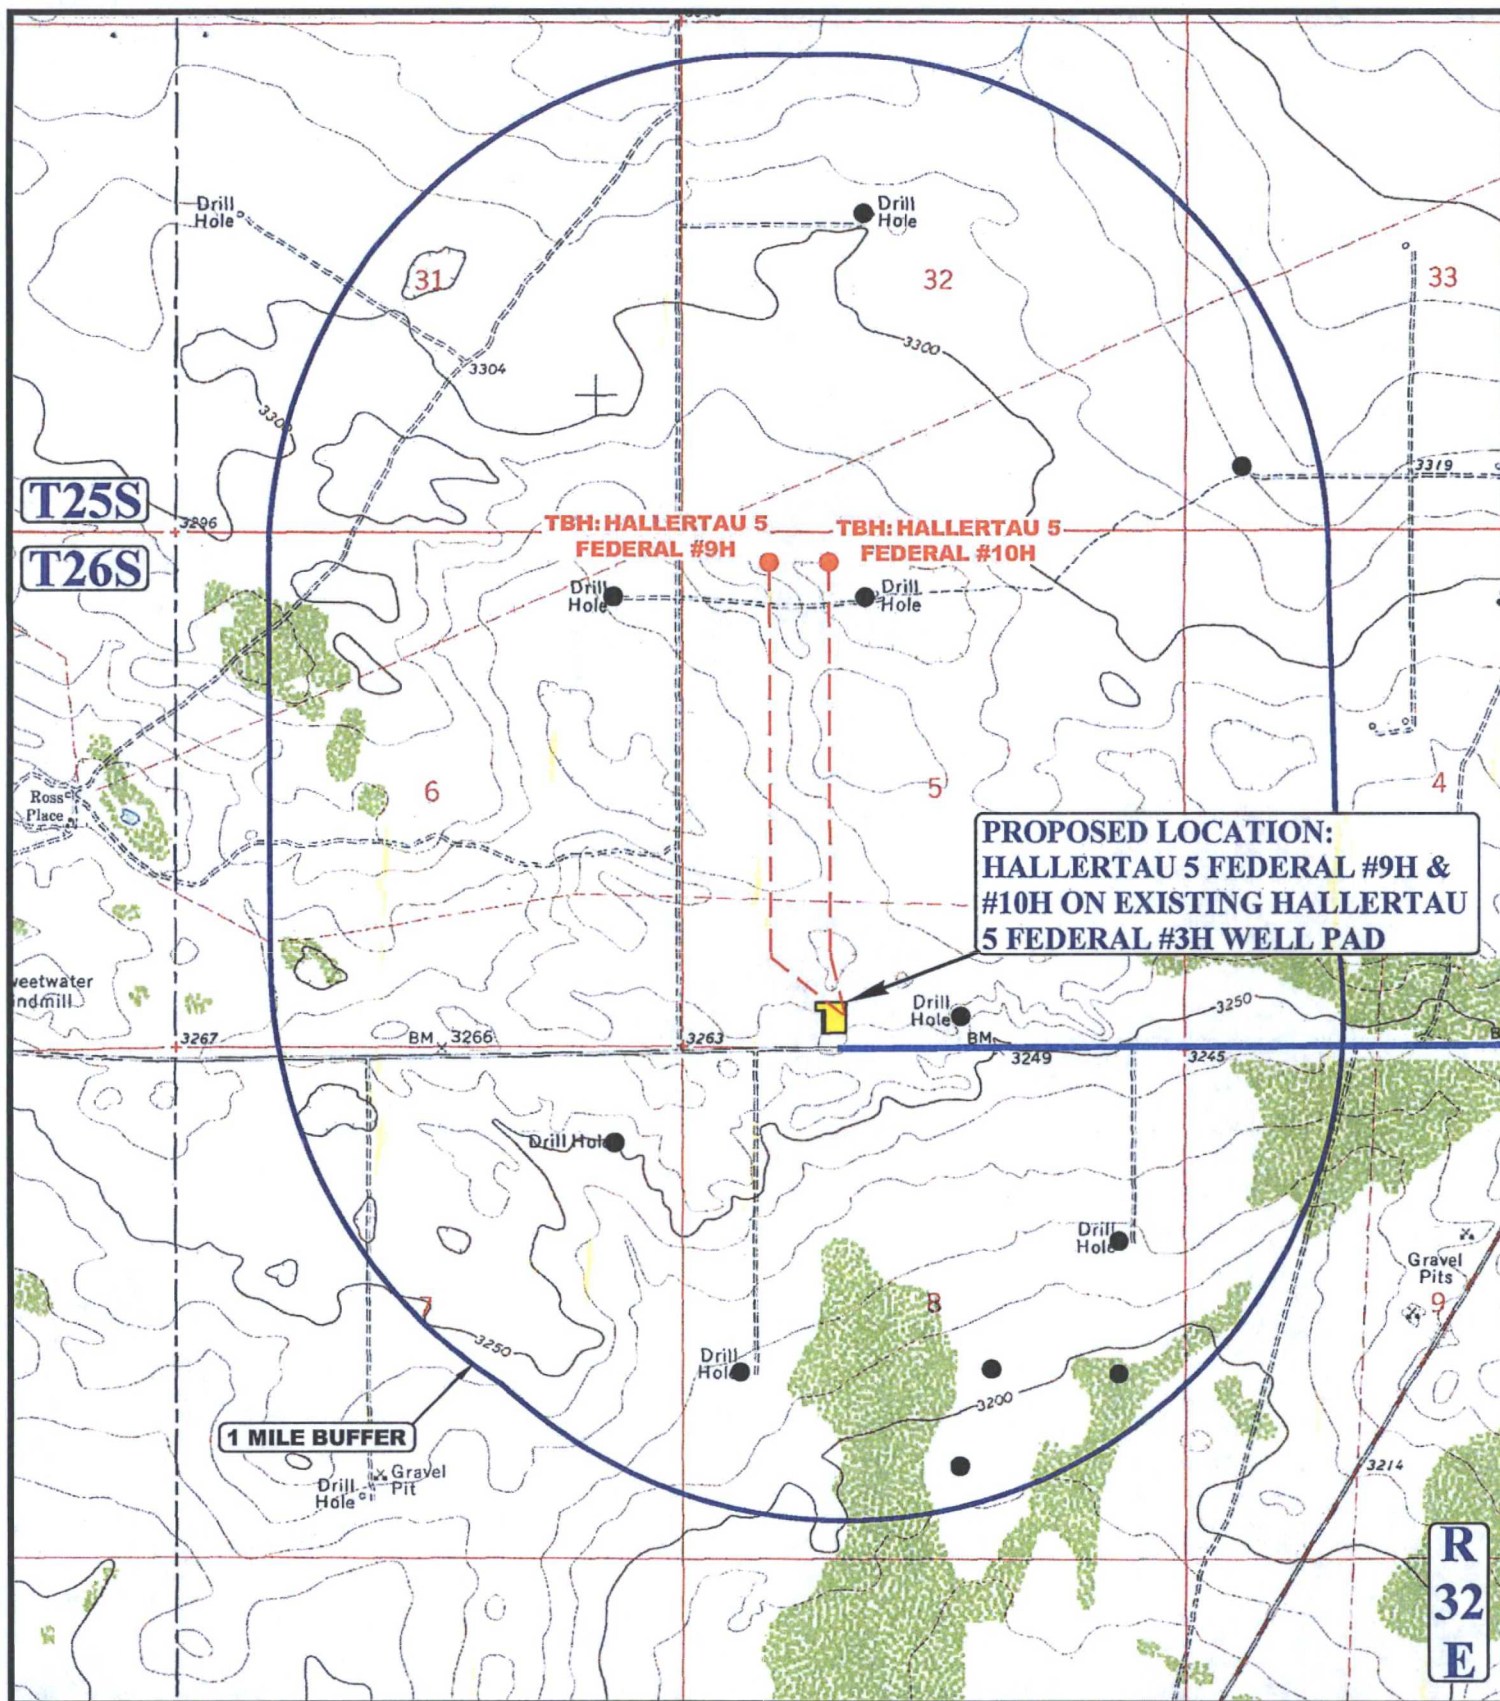 Drill
Hole
Drill
Hole
31
32
33
3300
3304
3300
3319
T25S
3296
T26S
TBH: HALLERTAU 5
FEDERAL #9H
TBH: HALLERTAU 5
FEDERAL #10H
Drill
Hole
Drill
Hole
Ross
Place
6
5
4
PROPOSED LOCATION:
HALLERTAU 5 FEDERAL #9H &
#10H ON EXISTING HALLERTAU
5 FEDERAL #3H WELL PAD
weetwater
indmill
Drill
Hole
3250
3267
BM
3266
3263
BM
3249
3245
B
Drill Hole
Drill
Hole
Gravel
Pits
7
8
9
3250
Drill
Hole
3200
1 MILE BUFFER
Gravel
Pit
Drill
Hole
3214
R
32
E